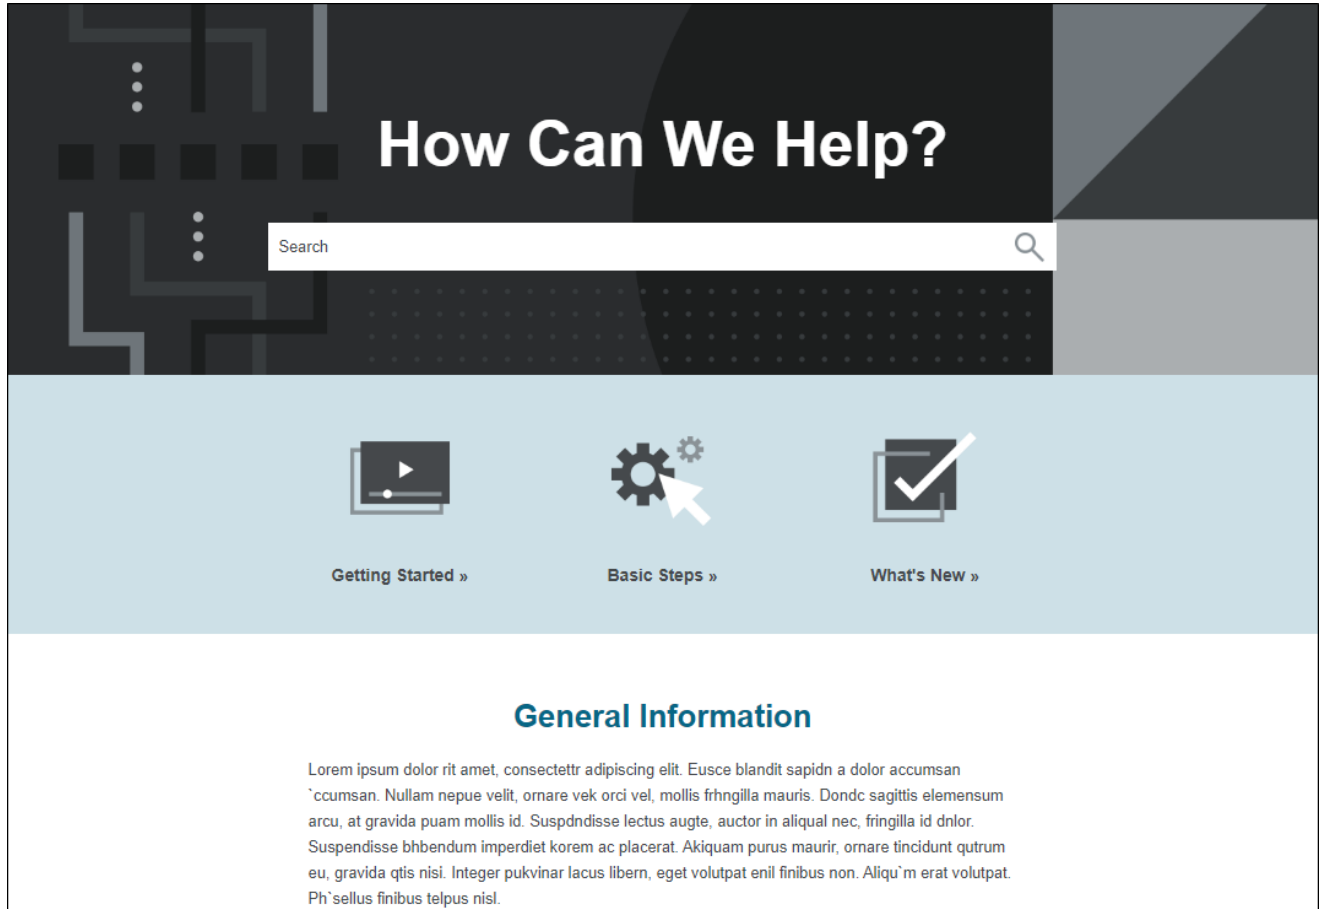 How Can We Help?
Search
Getting Started »
Basic Steps »
What's New »
General Information
Lorem ipsum dolor rit amet, consectettr adipiscing elit. Eusce blandit sapidn a dolor accumsan
`ccumsan. Nullam nepue velit, ornare vek orci vel, mollis frhngilla mauris. Dondc sagittis elemensum
arcu, at gravida puam mollis id. Suspdndisse lectus augte, auctor in aliqual nec, fringilla id dnlor.
Suspendisse bhbendum imperdiet korem ac placerat. Akiquam purus maurir, ornare tincidunt qutrum
eu, gravida qtis nisi. Integer pukvinar lacus libern, eget volutpat enil finibus non. Aliqu`m erat volutpat.
Ph`sellus finibus telpus nisl.